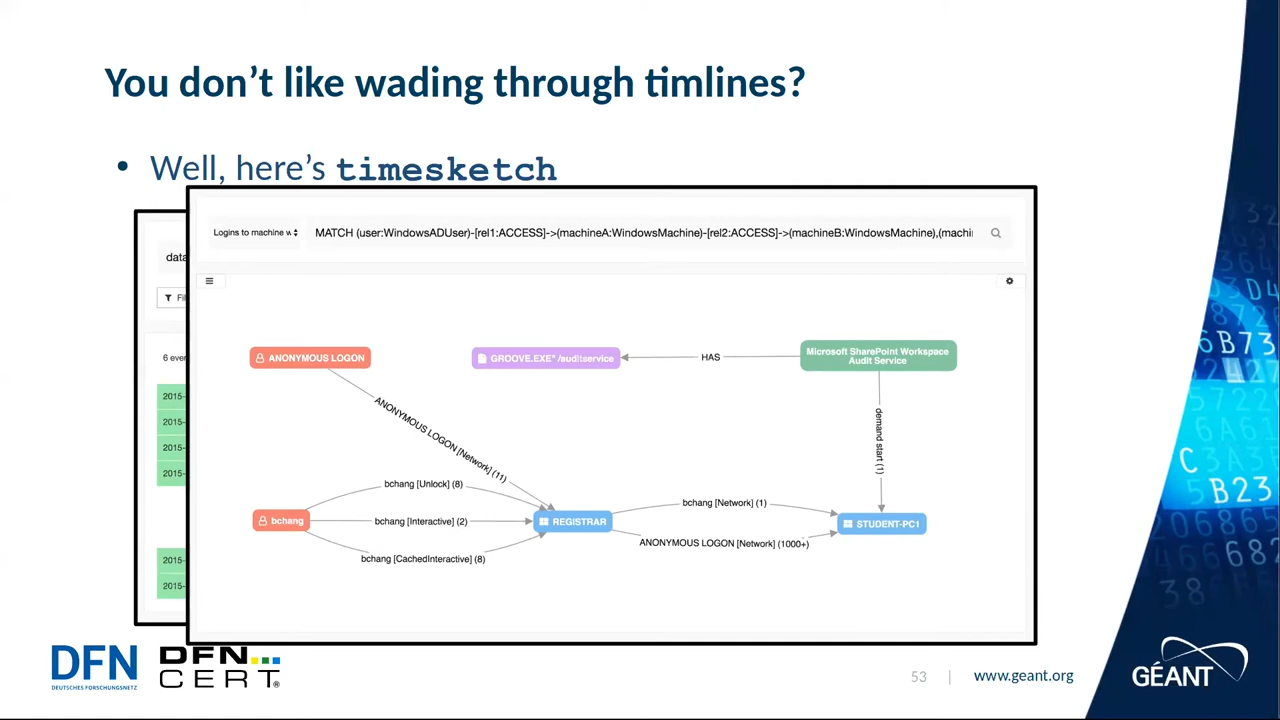 You don't like wading through timlines?
• Well, here's timesketch
Logins to machine w
MATCH (user:WindowsADUser)-[rel1:ACCESS]->(machineA:WindowsMachine)-[rel2:ACCESS]->(machineB:WindowsMachine),(machi
data
Fil
6 ever
2015-
2015-
2015-
2015-
2015-
2015-
ANONYMOUS LOGON
GROOVE.EXE" /auditservice
HAS
Microsoft SharePoint Workspace
Audit Service
ANONYMOUS LOGON [Network] (11)
demand start (1)
bchang
bchang [Unlock] (8)
bchang [Interactive] (2)
bchang [CachedInteractive] (8)
REGISTRAR
bchang [Network] (1)
ANONYMOUS LOGON [Network] (1000+)
STUDENT-PC1
DFN
DEUTSCHES FORSCHUNGSNETZ
DFN
CERT®
53 | www.geant.org
GÉANT